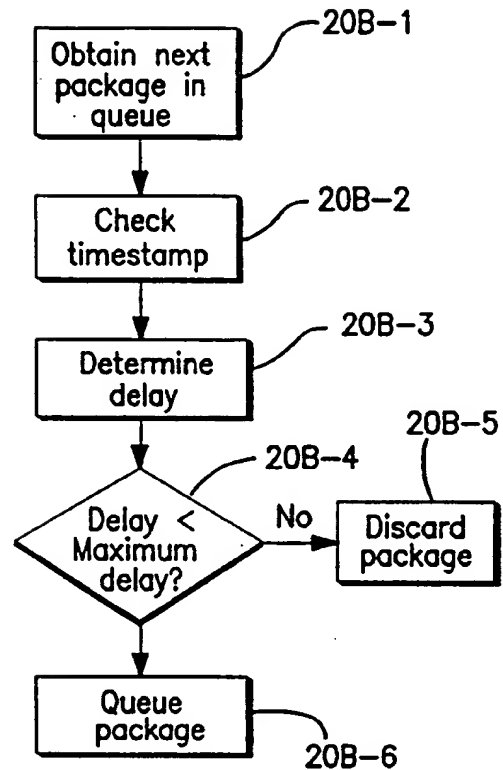 20B-1
Obtain next
package in
queue
20B-2
Check
timestamp
20B-3
Determine
delay
20B-4
Delay <
Maximum
delay?
No
20B-5
Discard
package
Queue
package
20B-6